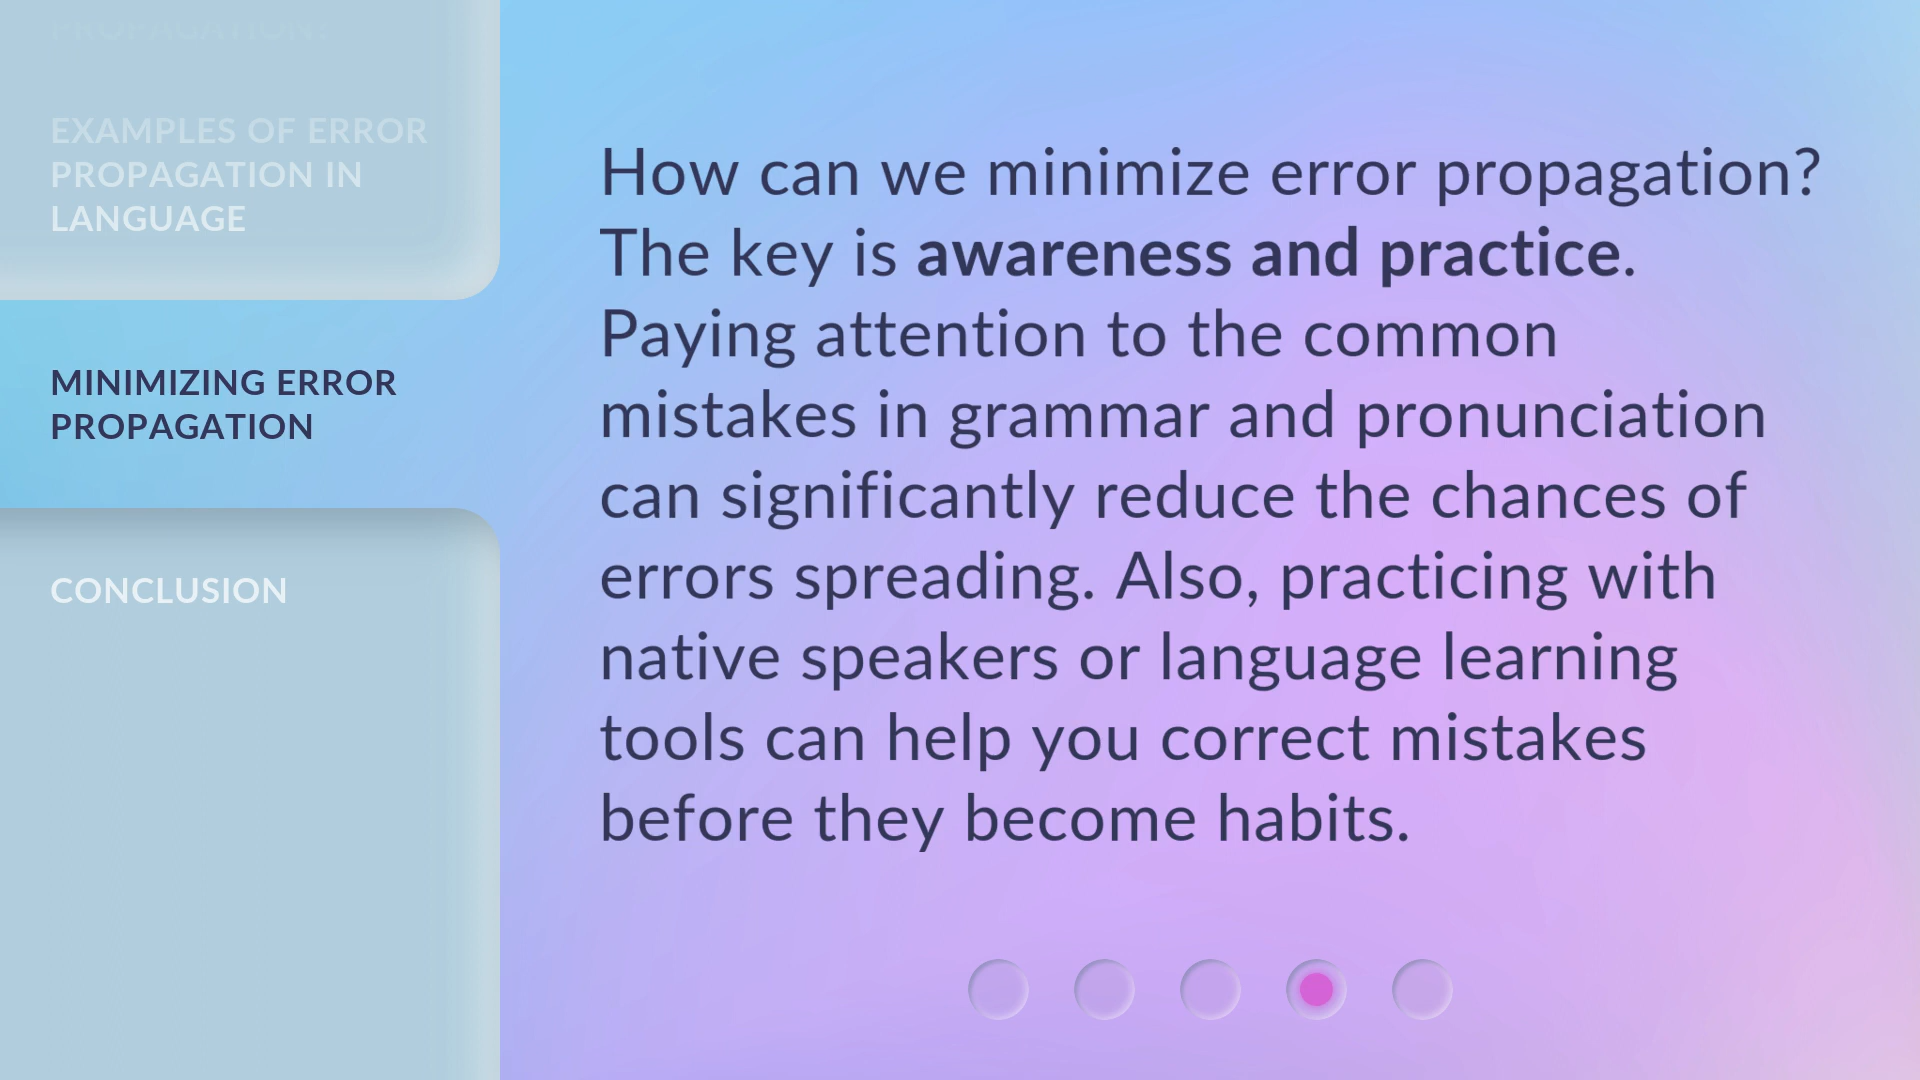 PROPAGATION?
EXAMPLES OF ERROR
PROPAGATION IN
LANGUAGE
MINIMIZING ERROR
PROPAGATION
CONCLUSION
How can we minimize error propagation?
The key is awareness and practice.
Paying attention to the common
mistakes in grammar and pronunciation
can significantly reduce the chances of
errors spreading. Also, practicing with
native speakers or language learning
tools can help you correct mistakes
before they become habits.